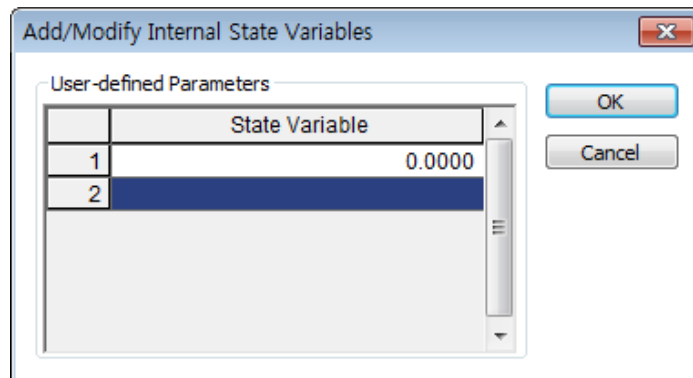 Add/Modify Internal State Variables
User-defined Parameters
State Variable
1 0.0000
2
OK
Cancel